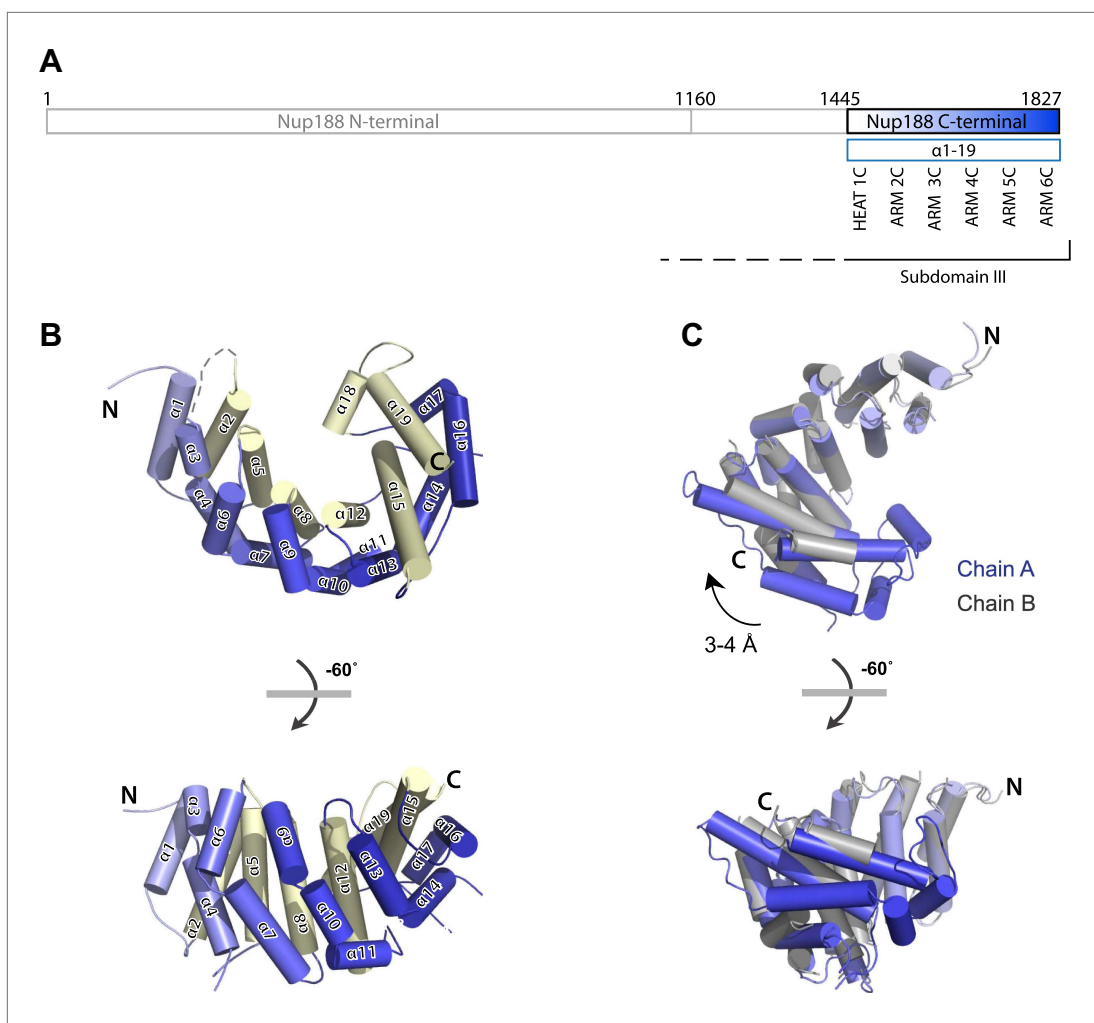 A
1 1160 1445 1827
Nup188 N-terminal Nup188 C-terminal
α1-19
HEAT 1C
ARM 2C
ARM 3C
ARM 4C
ARM 5C
ARM 6C
Subdomain III
B
N
α1
α2
α3
α4
α5
α6
α7
α8
α9
α10
α11
α12
α13
α14
α15
α16
α17
α18
α19
C
-60°
N
α1
α2
α3
α4
α5
α6
α7
α8
α9
α10
α11
α12
α13
α14
α15
α16
α17
α19
C
C
N
C
Chain A
Chain B
3-4 Å
-60°
C
N